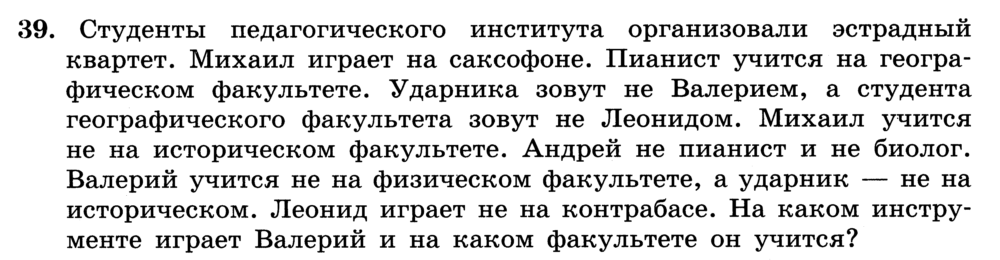 39. Студенты педагогического института организовали эстрадный
квартет. Михаил играет на саксофоне. Пианист учится на геогра-
фическом факультете. Ударника зовут не Валерием, а студента
географического факультета зовут не Леонидом. Михаил учится
не на историческом факультете. Андрей не пианист и не биолог.
Валерий учится не на физическом факультете, а ударник — не на
историческом. Леонид играет не на контрабасе. На каком инстру-
менте играет Валерий и на каком факультете он учится?